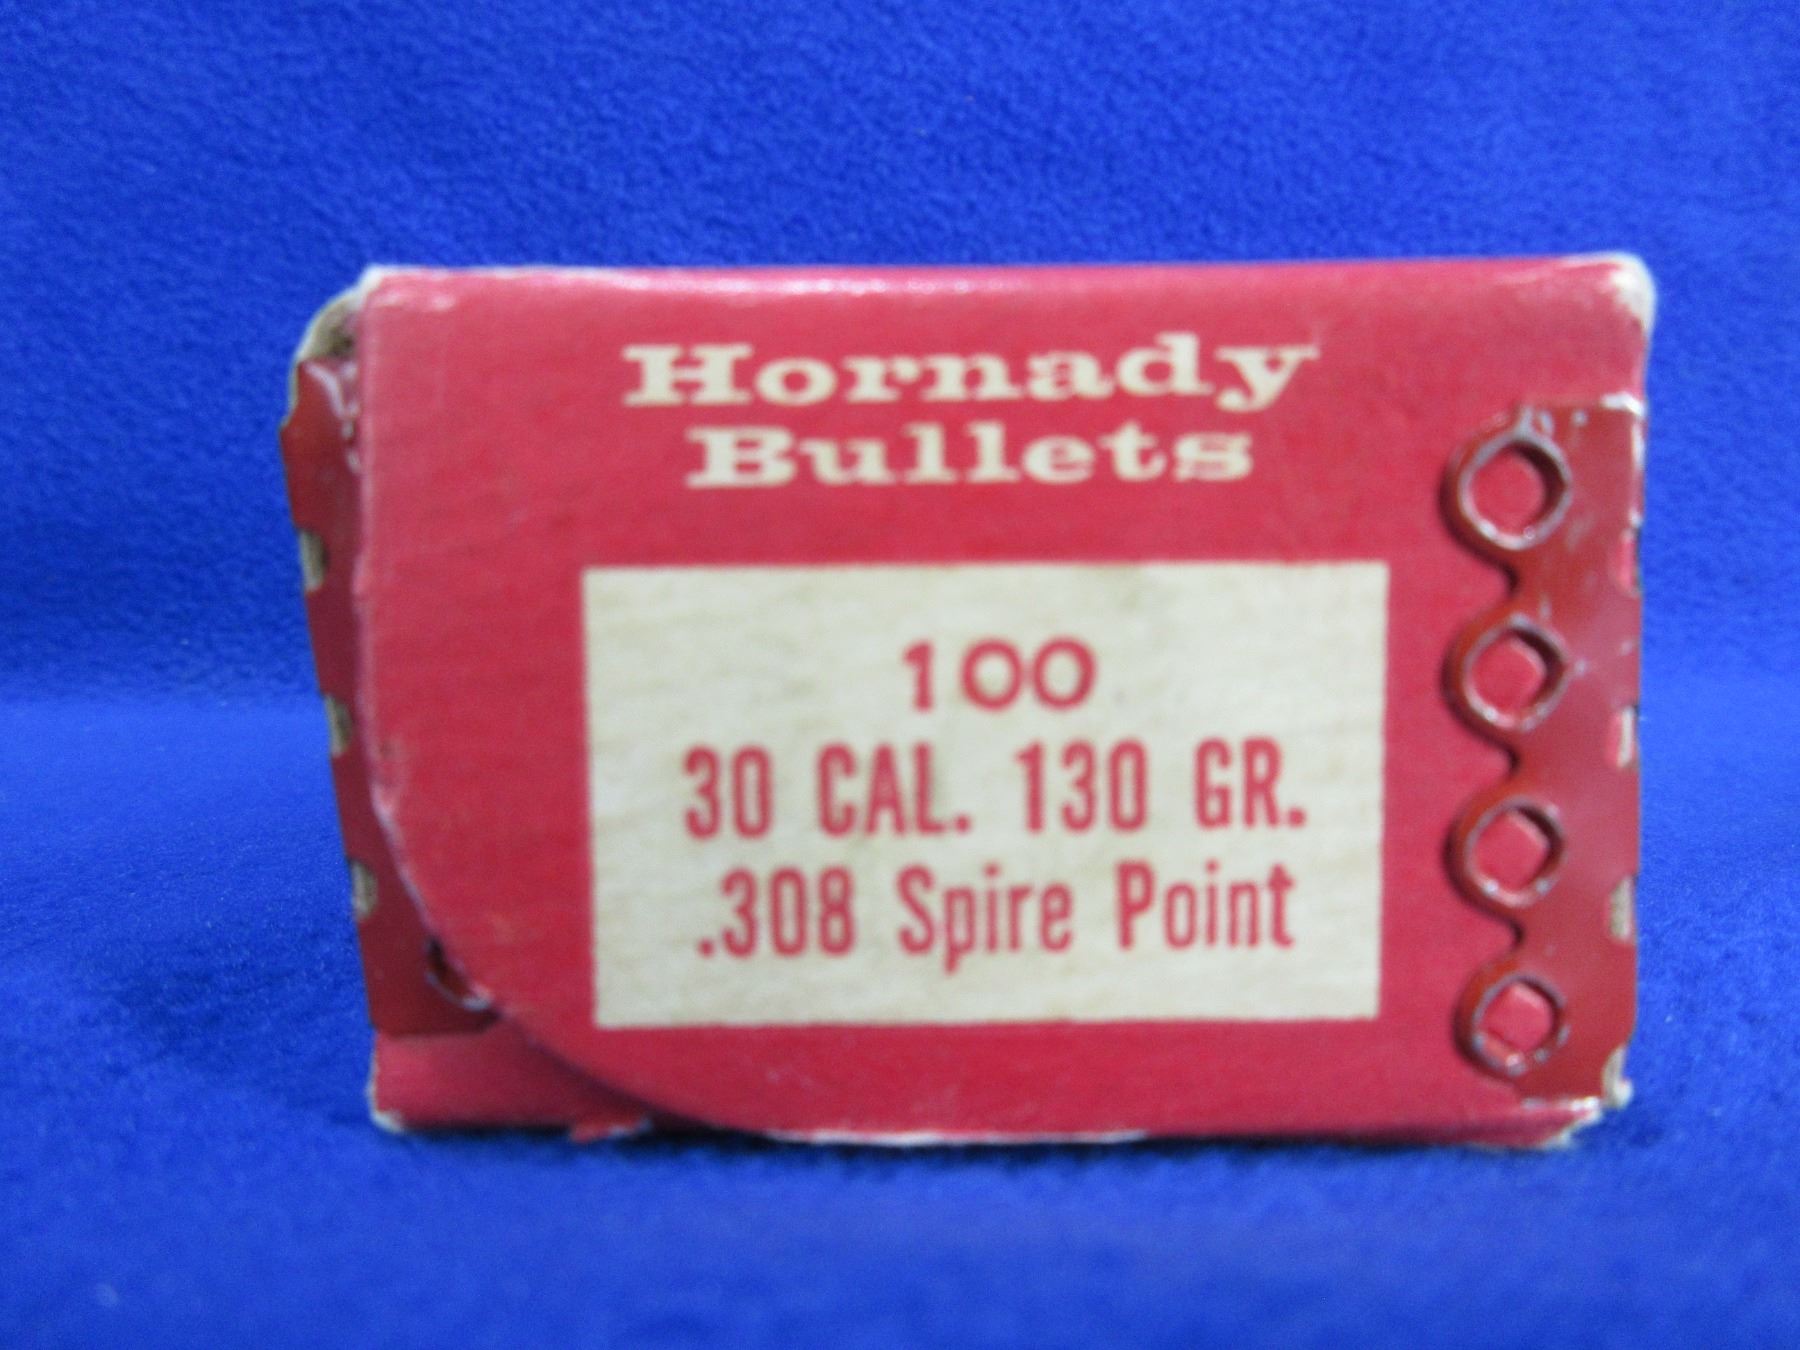 Hornady
Bullets
100
30 CAL. 130 GR.
.308 Spire Point